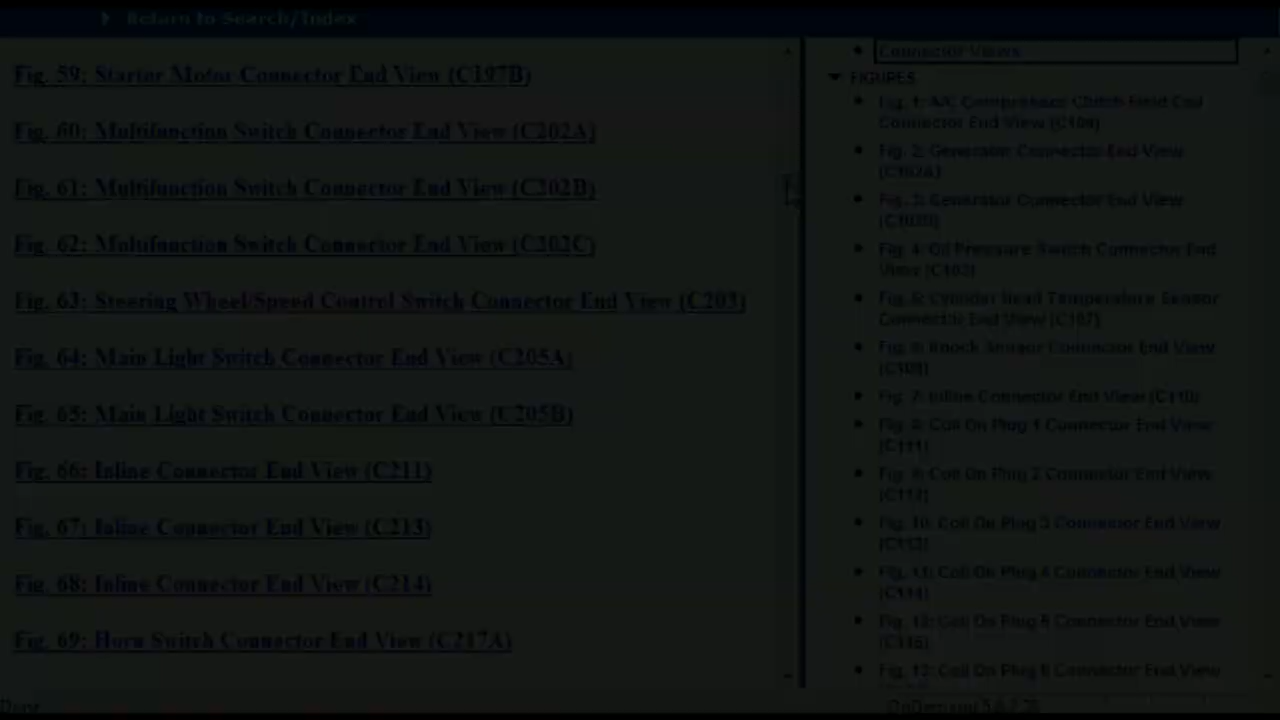 Return to Search/Index
Fig. 59: Starter Motor Connector End View (C197B)
Fig. 60: Multifunction Switch Connector End View (C202A)
Fig. 61: Multifunction Switch Connector End View (C202B)
Fig. 62: Multifunction Switch Connector End View (C202C)
Fig. 63: Steering Wheel/Speed Control Switch Connector End View (C203)
Fig. 64: Main Light Switch Connector End View (C205A)
Fig. 65: Main Light Switch Connector End View (C205B)
Fig. 66: Inline Connector End View (C211)
Fig. 67: Inline Connector End View (C213)
Fig. 68: Inline Connector End View (C214)
Fig. 69: Horn Switch Connector End View (C217A)
Done
Connector Views
FIGURES
Fig. 1: A/C Compressor Clutch Field Coil
Connector End View
Fig. 2: Generator Connector End View
(C102A)
Fig. 3: Generator Connector End View
(C102B)
Fig. 4: Oil Pressure Switch Connector End
View (C103)
Fig. 5: Cylinder Head Temperature Sensor
Connector End View (C107)
Fig. 6: Knock Sensor Connector End View
Fig. 7: Inline Connector End View (C110)
Fig. 8: Coil On Plug 1 Connector End View
(C111)
Fig. 9: Coil On Plug 2 Connector End View
(C112)
Fig. 10: Coil On Plug 3 Connector End View
(C113)
Fig. 11: Coil On Plug 4 Connector End View
(C114)
Fig. 12: Coil On Plug 5 Connector End View
(C115)
Fig. 13: Coil On Plug 6 Connector End View